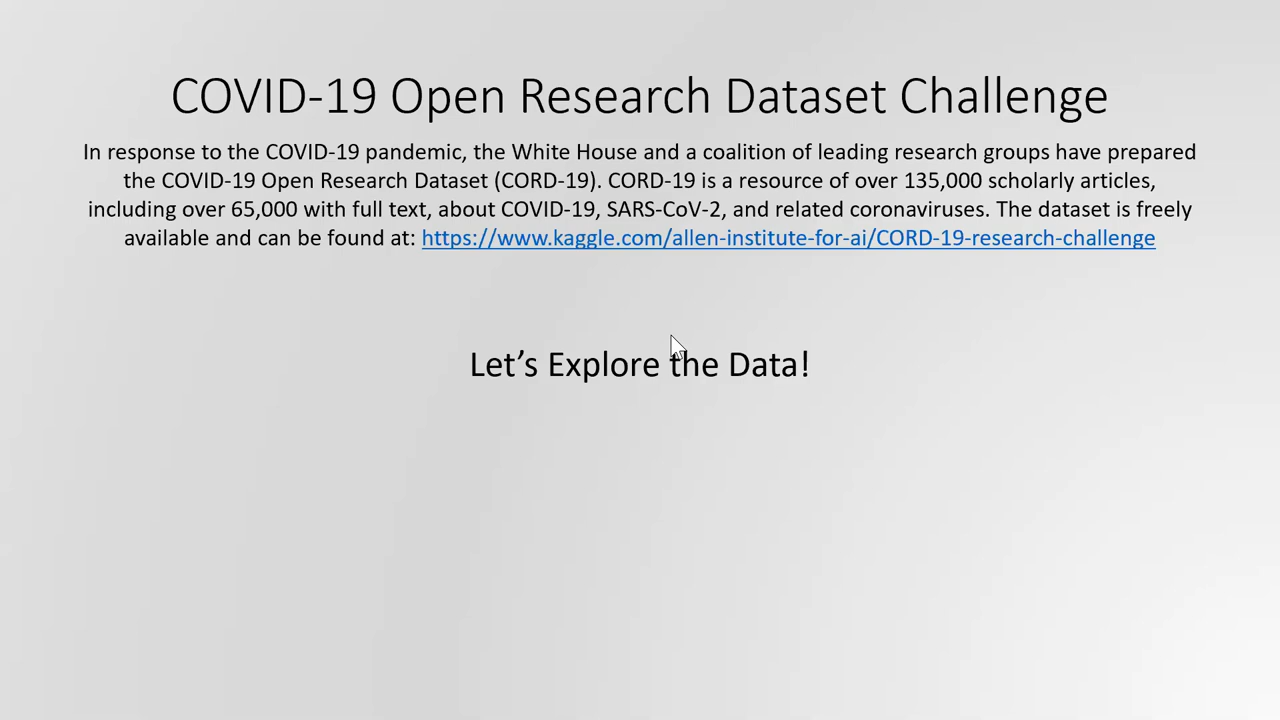 COVID-19 Open Research Dataset Challenge
In response to the COVID-19 pandemic, the White House and a coalition of leading research groups have prepared
the COVID-19 Open Research Dataset (CORD-19). CORD-19 is a resource of over 135,000 scholarly articles,
including over 65,000 with full text, about COVID-19, SARS-CoV-2, and related coronaviruses. The dataset is freely
available and can be found at: https://www.kaggle.com/allen-institute-for-ai/CORD-19-research-challenge
Let’s Explore the Data!